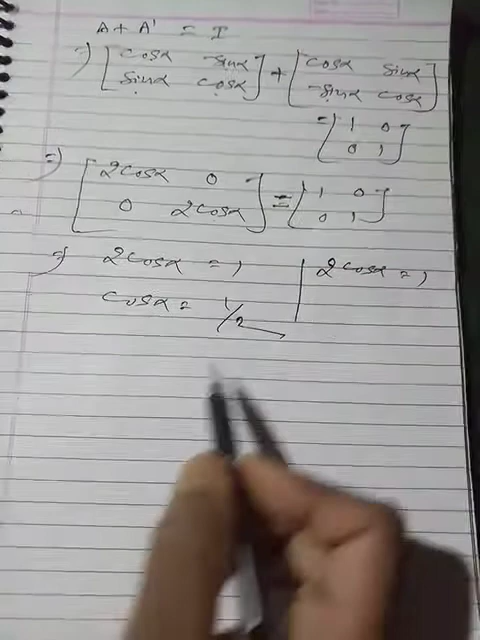 A + A' = I
⇒ [cosα -sinα sinα cosα] + [cosα sinα -sinα cosα]
= [1 0 0 1]
⇒ [2cosα 0 0 2cosα] = [1 0 0 1]
⇒ 2cosα = 1 | 2cosα = 1
cosα = 1/2